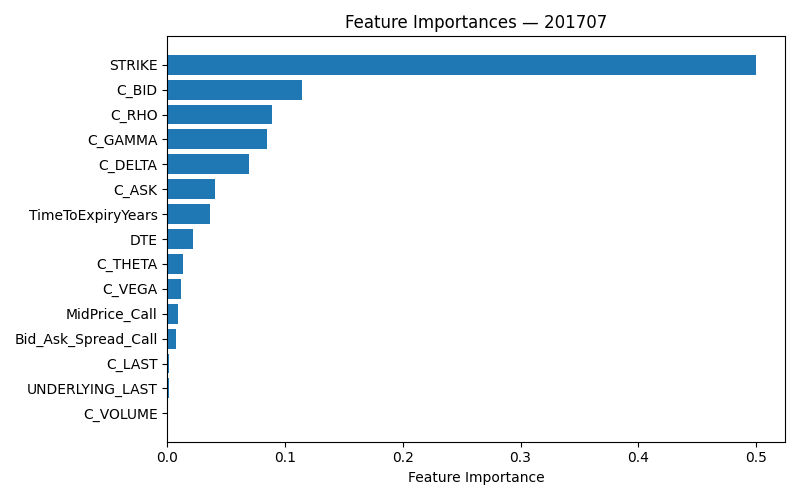 Feature Importances — 201707
STRIKE
C_BID
C_RHO
C_GAMMA
C_DELTA
C_ASK
TimeToExpiryYears
DTE
C_THETA
C_VEGA
MidPrice_Call
Bid_Ask_Spread_Call
C_LAST
UNDERLYING_LAST
C_VOLUME
0.0 0.1 0.2 0.3 0.4 0.5
Feature Importance